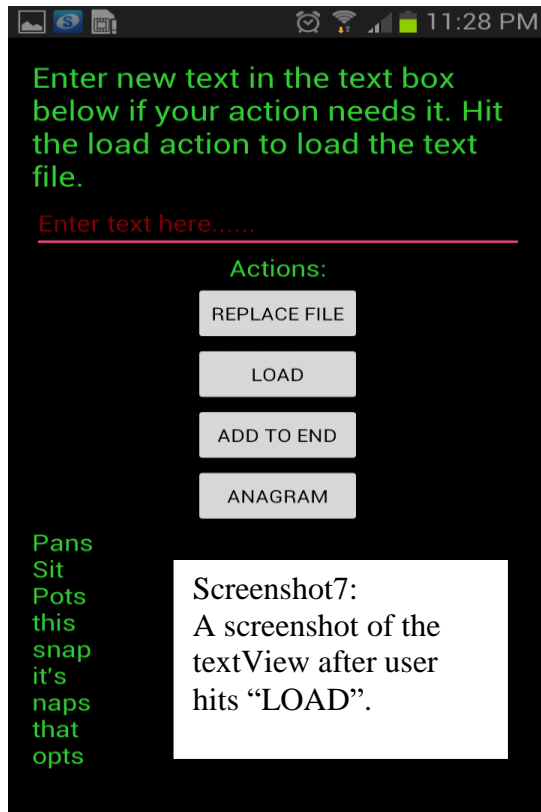 11:28 PM
Enter new text in the text box
below if your action needs it. Hit
the load action to load the text
file.
Enter text here......
Actions:
REPLACE FILE
LOAD
ADD TO END
ANAGRAM
Pans
Sit
Pots
this
snap
it's
naps
that
opts
Screenshot7:
A screenshot of the
textView after user
hits “LOAD”.